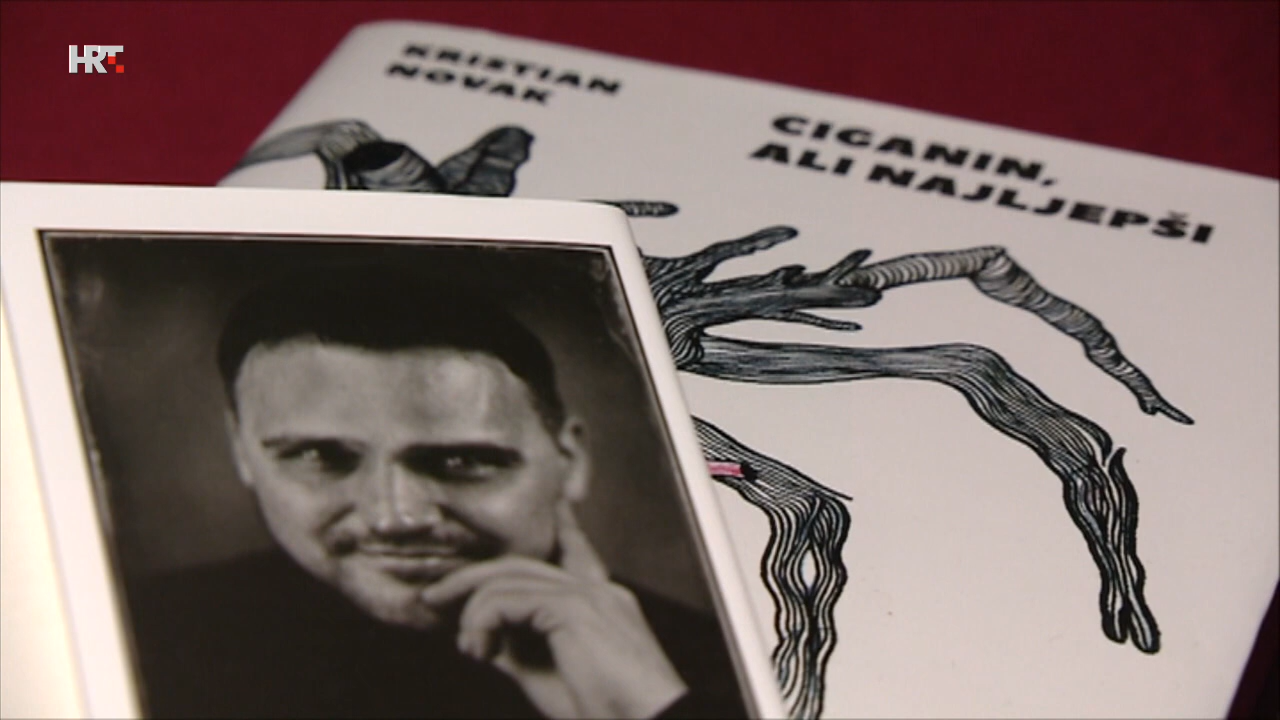 HRT
KRISTIAN
NOVAK
CIGANIN,
ALI NAJLJEPŠI